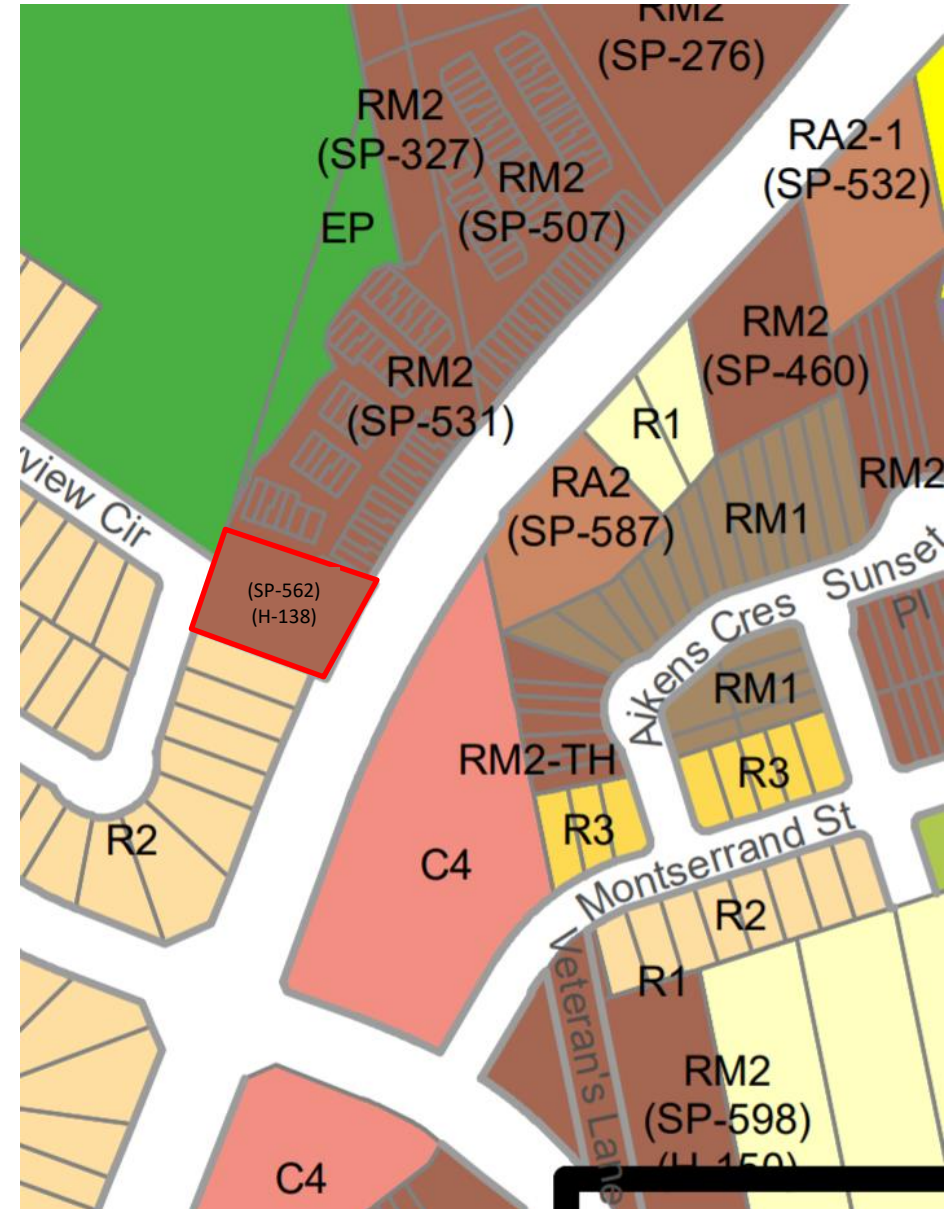 RM2
(SP-276)
RM2
(SP-327)
RA2-1
(SP-532)
RM2
(SP-507)
EP
RM2
(SP-460)
RM2
(SP-531)
R1
RM2
RA2
(SP-587)
RM1
view Cir
Sunset
Pl
(SP-562)
(H-138)
Aikens Cres
RM1
RM2-TH
R3
R3
R2
C4
Montserrand St
R2
R1
Veteran's Lane
RM2
(SP-598)
(H-150)
C4